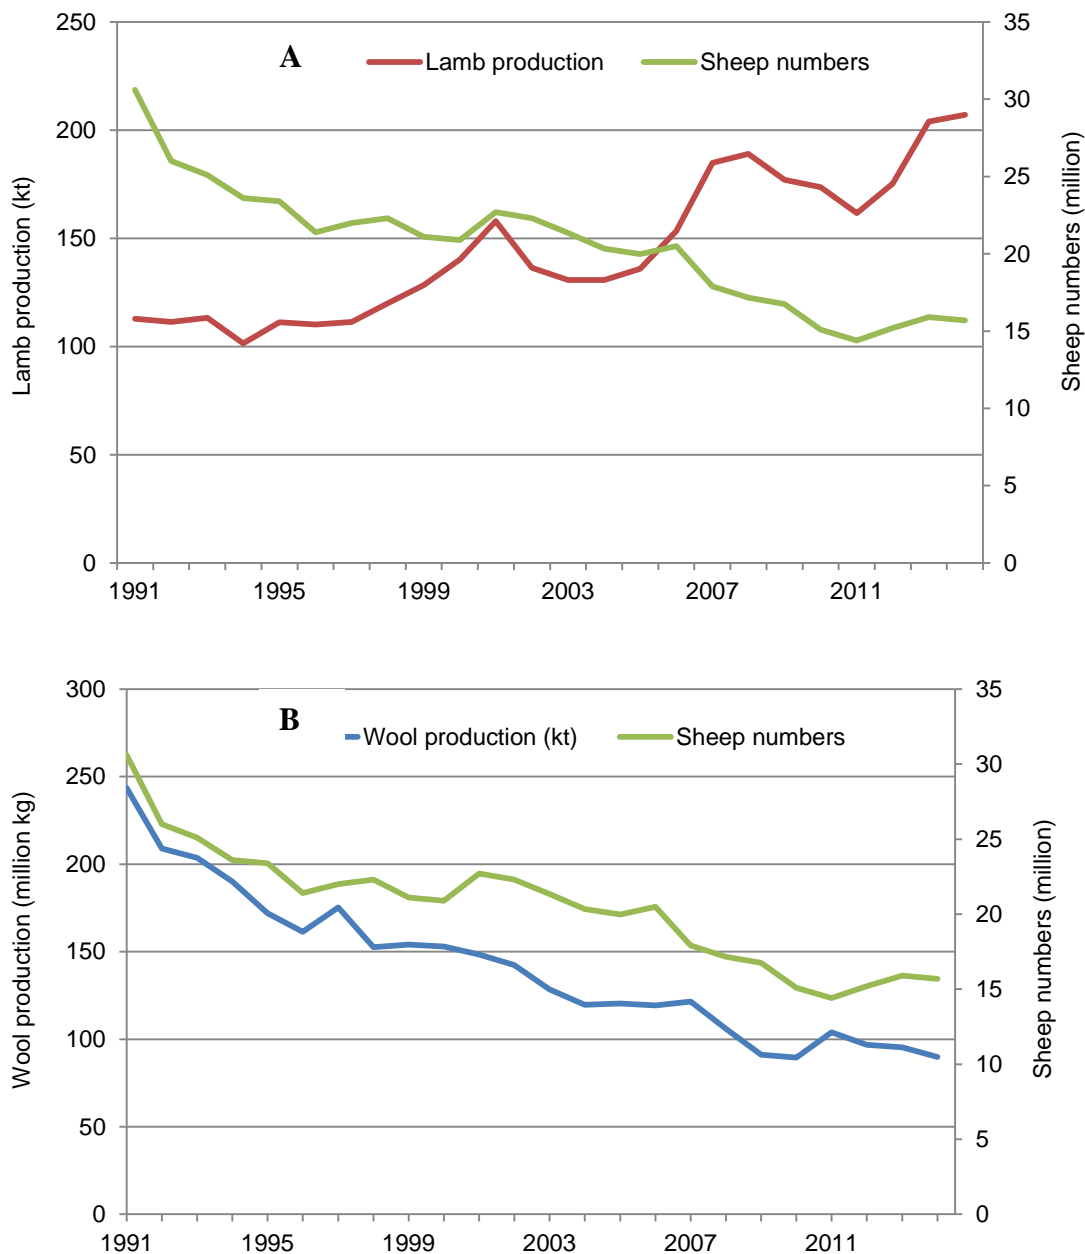 250
200
150
100
50
0
Lamb production (kt)
A
Lamb production
Sheep numbers
35
30
25
20
15
10
5
0
Sheep numbers (million)
1991 1995 1999 2003 2007 2011
300
250
200
150
100
50
0
Wool production (million kg)
B
Wool production (kt)
Sheep numbers
35
30
25
20
15
10
5
0
Sheep numbers (million)
1991 1995 1999 2003 2007 2011